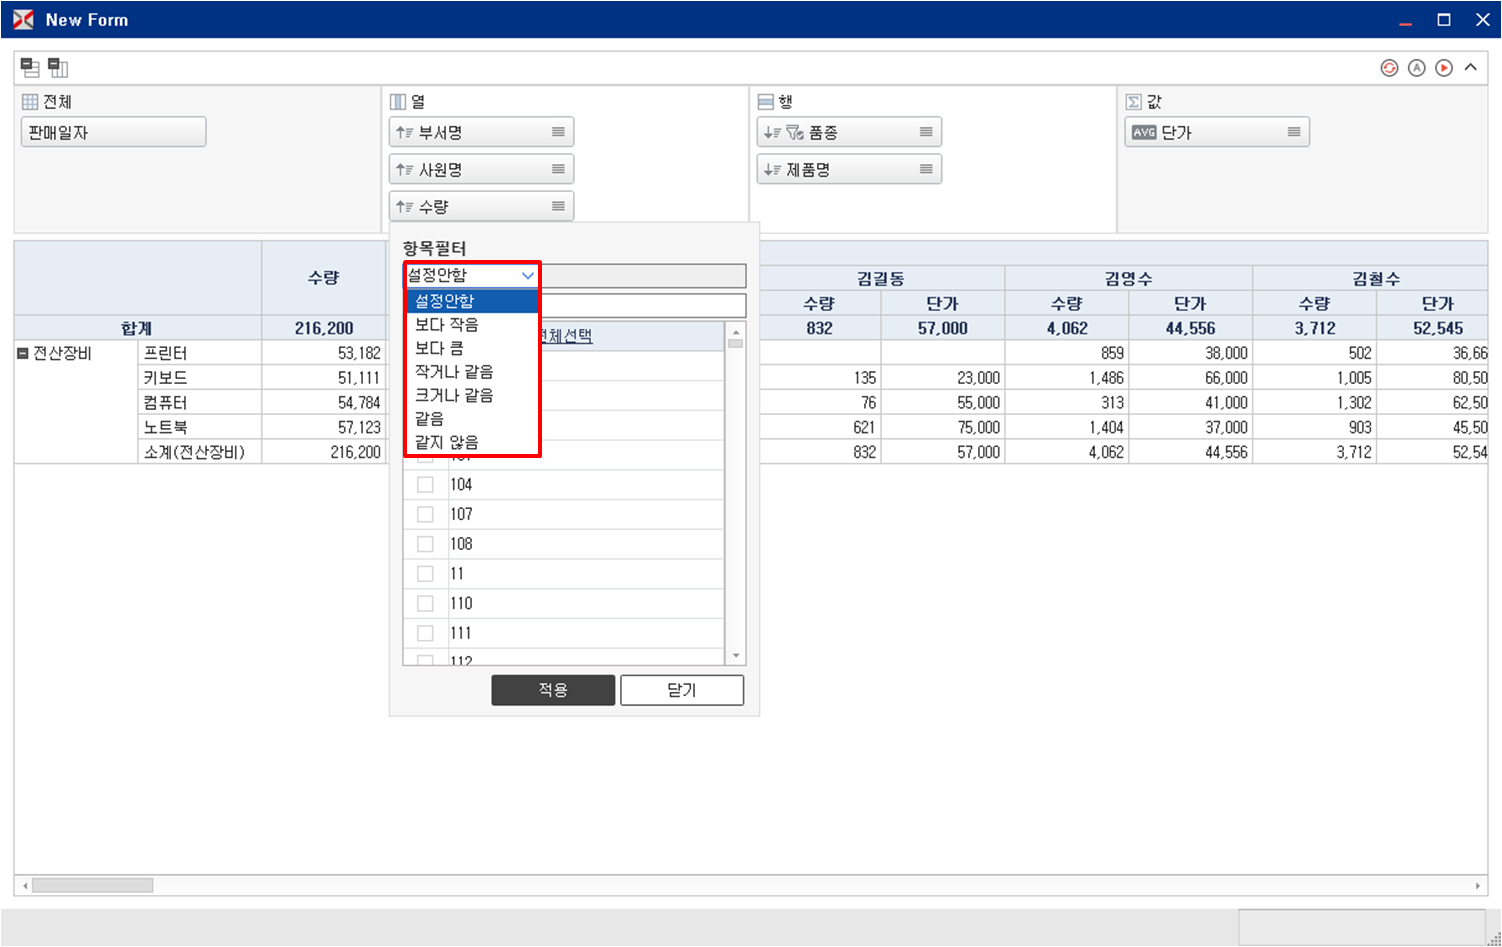 New Form
전체
열
행
값
판매일자
부서명
품종
AVG 단가
사원명
제품명
수량
항목필터
설정안함
설정안함
보다 작음
보다 큼
작거나 같음
크거나 같음
같음
같지 않음
전체선택
104
107
108
11
110
111
112
적용
닫기
수량
김길동
김영수
김철수
수량 단가 수량 단가 수량 단가
합계 216,200 832 57,000 4,062 44,556 3,712 52,545
전산장비 프린터 53,182 859 38,000 502 36,66
키보드 51,111 135 23,000 1,486 66,000 1,005 80,50
컴퓨터 54,784 76 55,000 313 41,000 1,302 62,50
노트북 57,123 621 75,000 1,404 37,000 903 45,50
소계(전산장비) 216,200 832 57,000 4,062 44,556 3,712 52,54